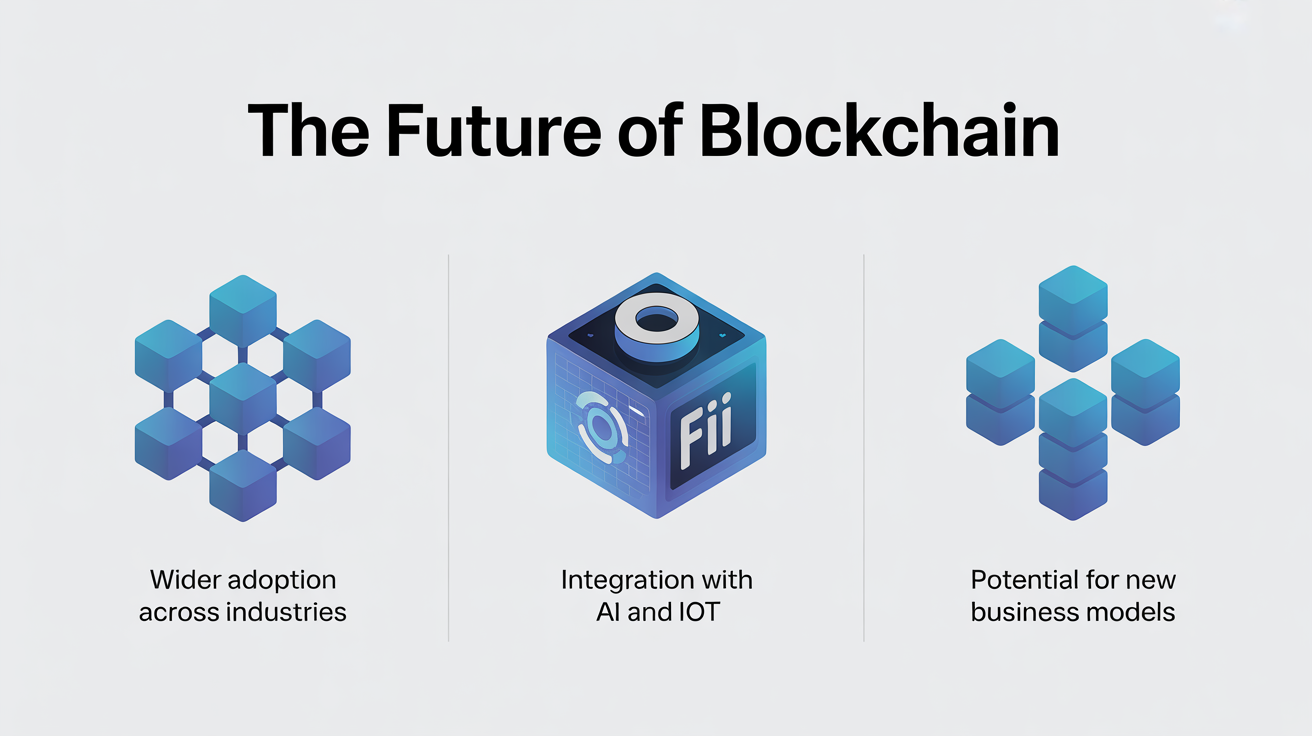 The Future of Blockchain
Fii
Wider adoption
across industries
Integration with
AI and IOT
Potential for new
business models